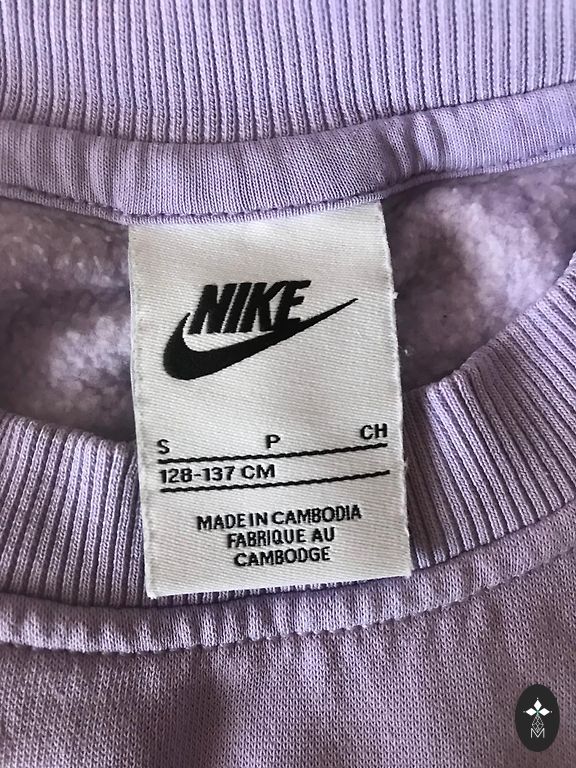 NIKE
S P CH
128-137 CM
MADE IN CAMBODIA
FABRIQUE AU
CAMBODGE
M